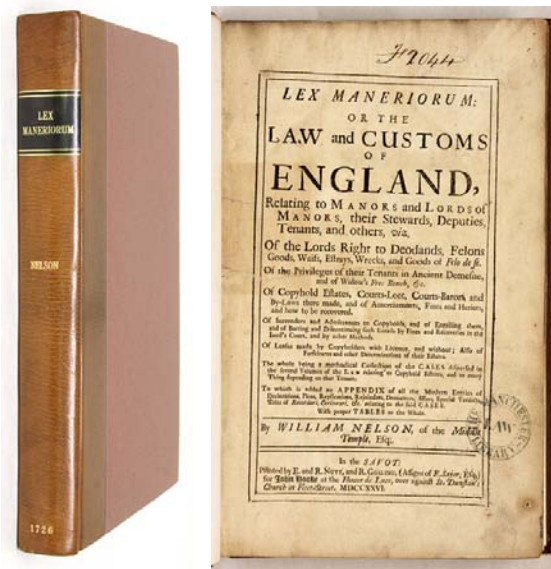 LEX
MANERIORUM
NELSON
1726
LEX MANERIORUM:
OR THE
LAW and CUSTOMS
OF
ENGLAND,
Relating to MANORS and LORDS of
MANORS, their Stewards, Deputies,
Tenants, and others, viz.
Of the Lords Right to Deodands, Felons
Goods, Waifs, Estrays, Wrecks, and Goods of Felo de se.
Of the Privileges of their Tenants in Ancient Demesne,
and of Widow's Free Bench, &c.
Of Copyhold Estates, Courts-Leet, Courts-Baron, and
By-Laws there made, and of Amerciaments, Fines and Heriots,
and how to be recovered.
Of Surrenders and Admittances to Copyholds, and of Entailing them,
and of Barring and Discontinuing such Entails by Fines and Recoveries in the
Lord's Court, and by other Methods.
Of Leases made by Copyholders with Licence, and without; Also of
Forfeitures and other Determinations of their Estates.
The whole being a methodical Collection of the CASES
the several Volumes of the LAW relating to Copyhold Estates, and to every
Thing depending on that Tenure.
To which is added an APPENDIX of all the Modern Entries of
Declarations, Pleas, Replications, Rejoinders, Demurrers, Issues, Special Verdicts,
Writs of Certiorari, &c. relating to the said CASES.
With proper TABLES to the Whole.
By WILLIAM NELSON, of the Middle
Temple, Esq;
In the SAVOY:
Printed by E. and R. NUTT, and R. GOSLING, (Assigns of E. Sayer, Esq;)
for John Hooke at the Flower de Luce, over against St. Dunstan's
Church in Fleet-Street. MDCCXXVI.
LAW